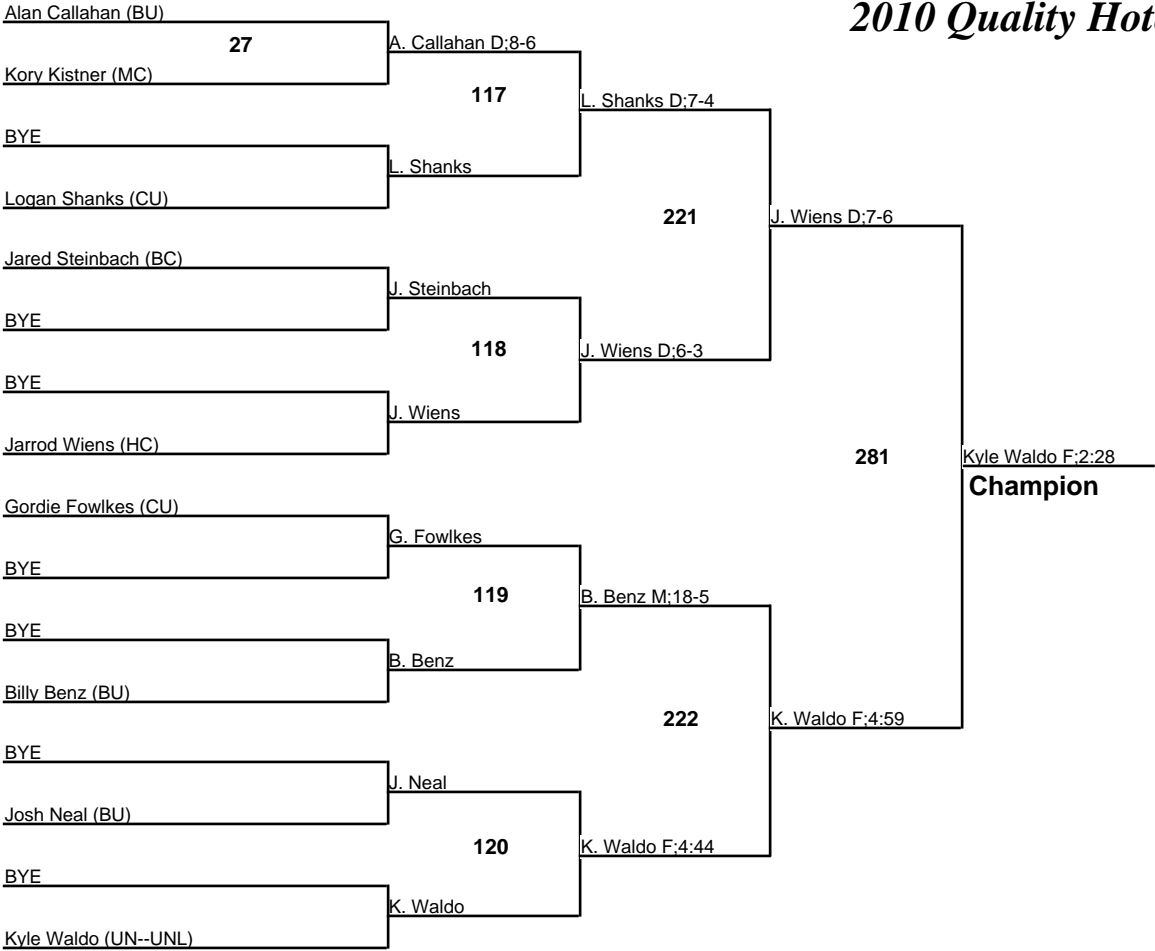 2010 Quality
Alan Callahan (BU)
27
Kory Kistner (MC)
A. Callahan D;8-6
117
BYE
Logan Shanks (CU)
L. Shanks
L. Shanks D;7-4
221
Jared Steinbach (BC)
BYE
J. Steinbach
118
BYE
Jarrod Wiens (HC)
J. Wiens
J. Wiens D;6-3
J. Wiens D;7-6
281
Kyle Waldo F;2:28
Champion
Gordie Fowlkes (CU)
BYE
G. Fowlkes
119
BYE
Billy Benz (BU)
B. Benz
B. Benz M;18-5
222
K. Waldo F;4:59
BYE
Josh Neal (BU)
J. Neal
120
BYE
Kyle Waldo (UN--UNL)
K. Waldo
K. Waldo F;4:44